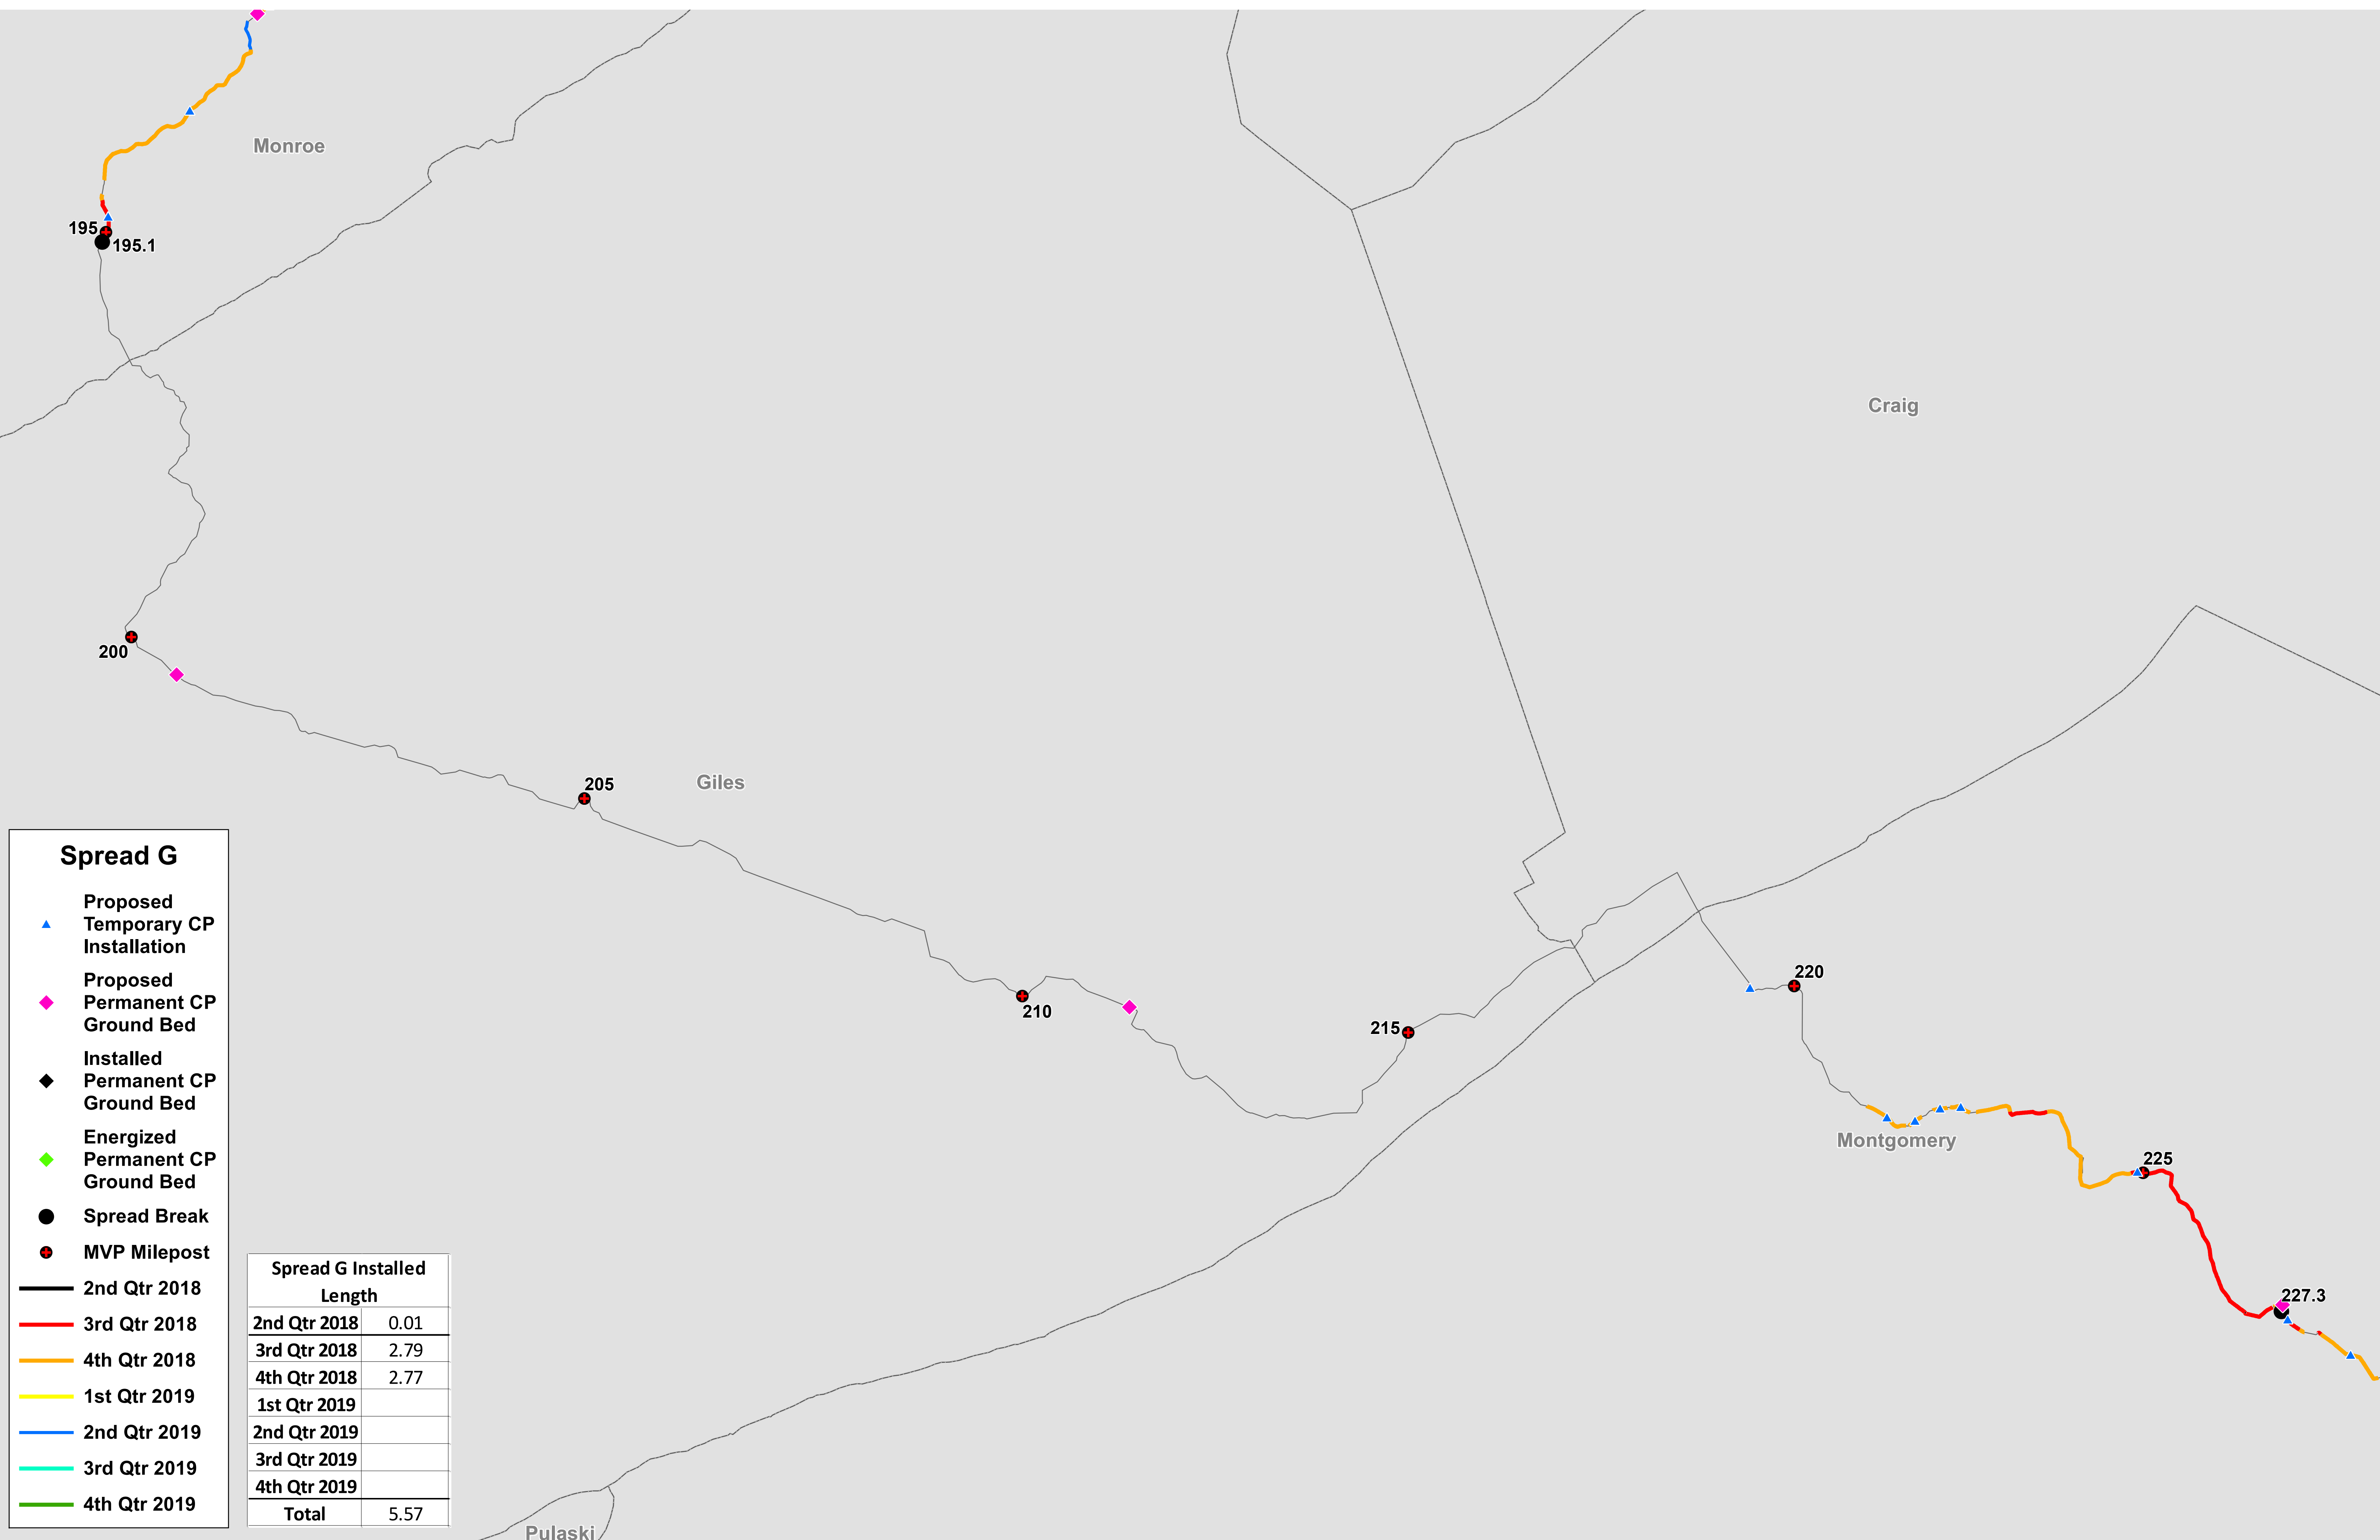 Monroe
195
195.1
Craig
200
205
Giles
220
210
215
Montgomery
225
227.3
Pulaski
Spread G
Proposed
Temporary CP
Installation
Proposed
Permanent CP
Ground Bed
Installed
Permanent CP
Ground Bed
Energized
Permanent CP
Ground Bed
Spread Break
MVP Milepost
2nd Qtr 2018
3rd Qtr 2018
4th Qtr 2018
1st Qtr 2019
2nd Qtr 2019
3rd Qtr 2019
4th Qtr 2019
Spread G Installed
Length
2nd Qtr 2018 0.01
3rd Qtr 2018 2.79
4th Qtr 2018 2.77
1st Qtr 2019
2nd Qtr 2019
3rd Qtr 2019
4th Qtr 2019
Total 5.57